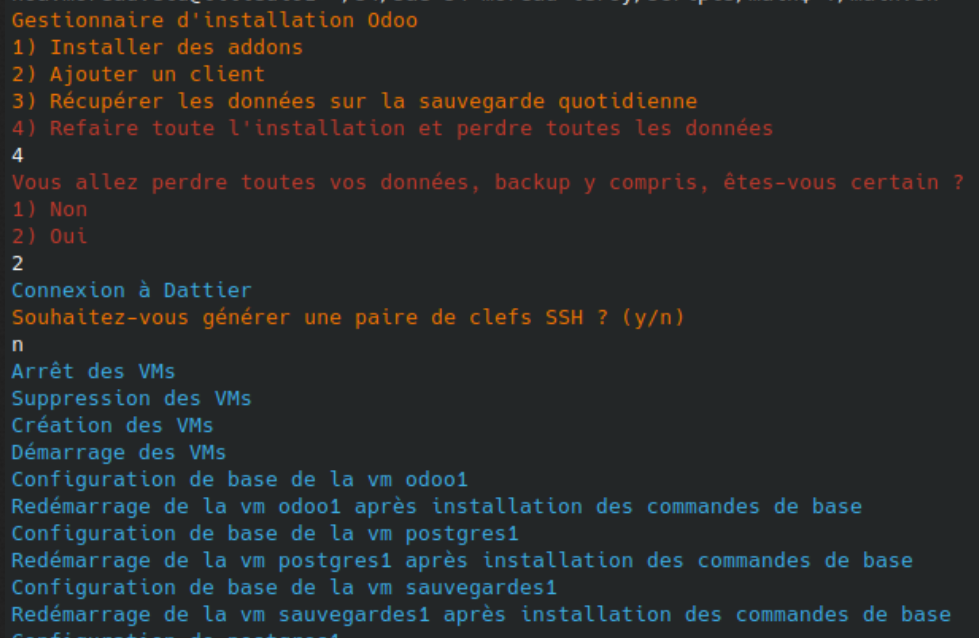 Gestionnaire d'installation Odoo
1) Installer des addons
2) Ajouter un client
3) Récupérer les données sur la sauvegarde quotidienne
4) Refaire toute l'installation et perdre toutes les données
4
Vous allez perdre toutes vos données, backup y compris, êtes-vous certain ?
1) Non
2) Oui
2
Connexion à Dattier
Souhaitez-vous générer une paire de clefs SSH ? (y/n)
n
Arrêt des VMs
Suppression des VMs
Création des VMs
Démarrage des VMs
Configuration de base de la vm odoo1
Redémarrage de la vm odoo1 après installation des commandes de base
Configuration de base de la vm postgres1
Redémarrage de la vm postgres1 après installation des commandes de base
Configuration de base de la vm sauvegardes1
Redémarrage de la vm sauvegardes1 après installation des commandes de base
Configuration de postgres1